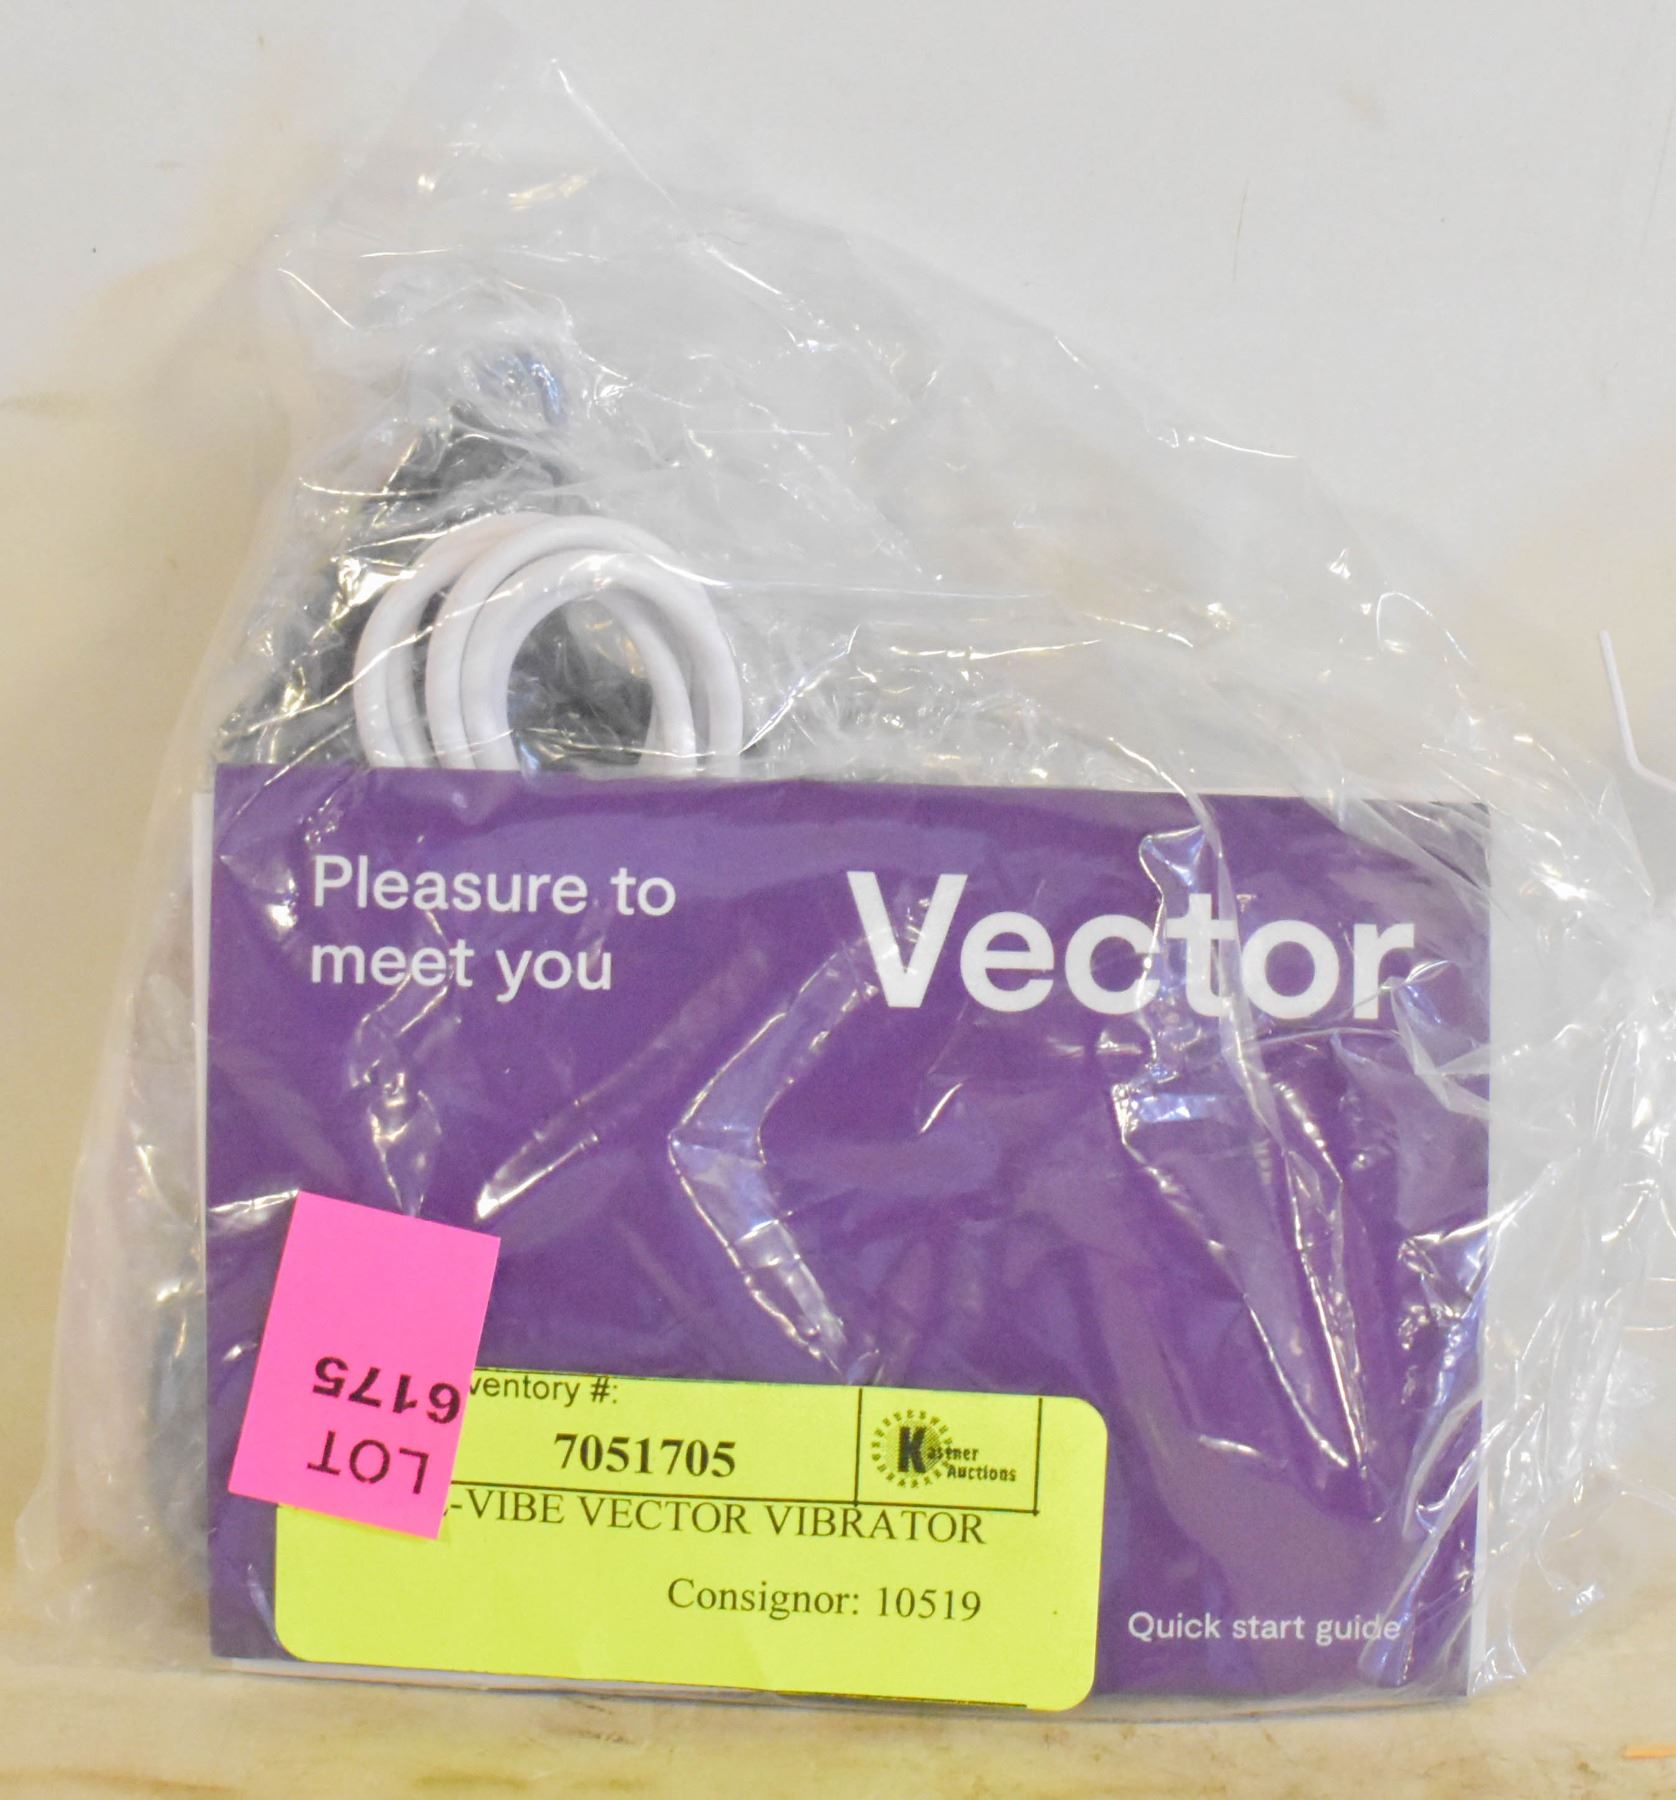 Pleasure to
meet you
Vector
LOT
6175
ventory #:
7051705
Kastner
Auctions
-VIBE VECTOR VIBRATOR
Consignor: 10519
Quick start guide